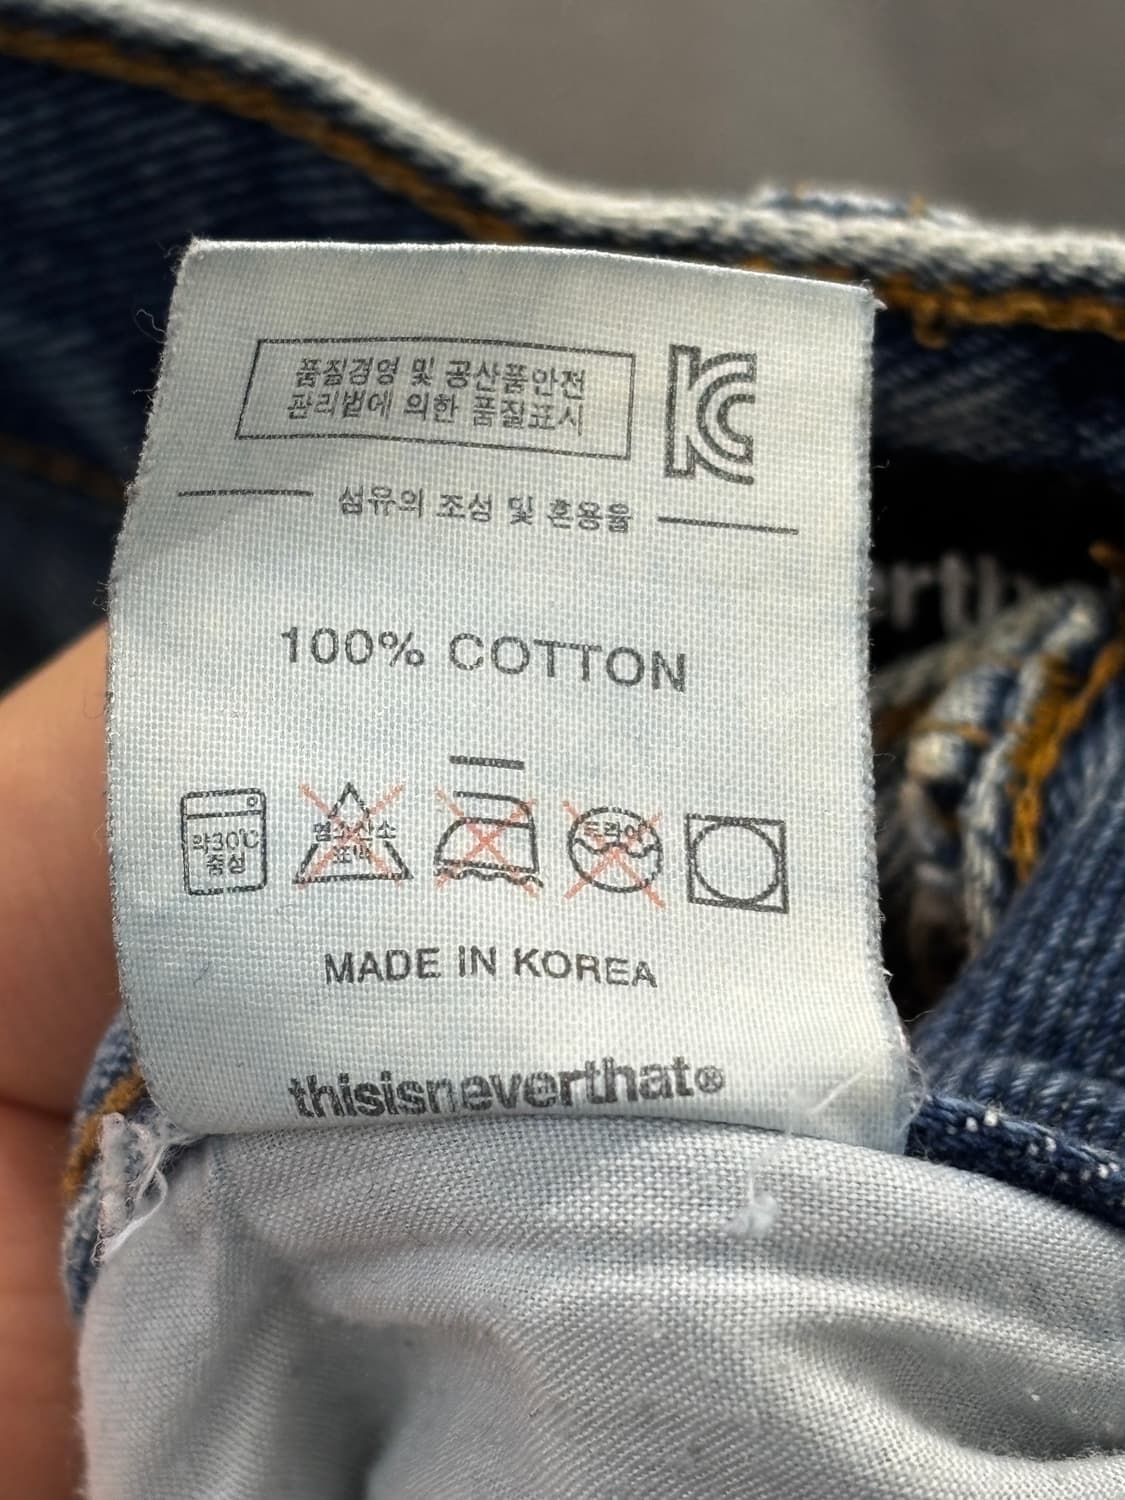 품질경영 및 공산품안전
관리법에 의한 품질표시
KC
섬유의 조성 및 혼용율
100% COTTON
약30℃
중성
염소산소
표백
드라이
MADE IN KOREA
thisisneverthat®